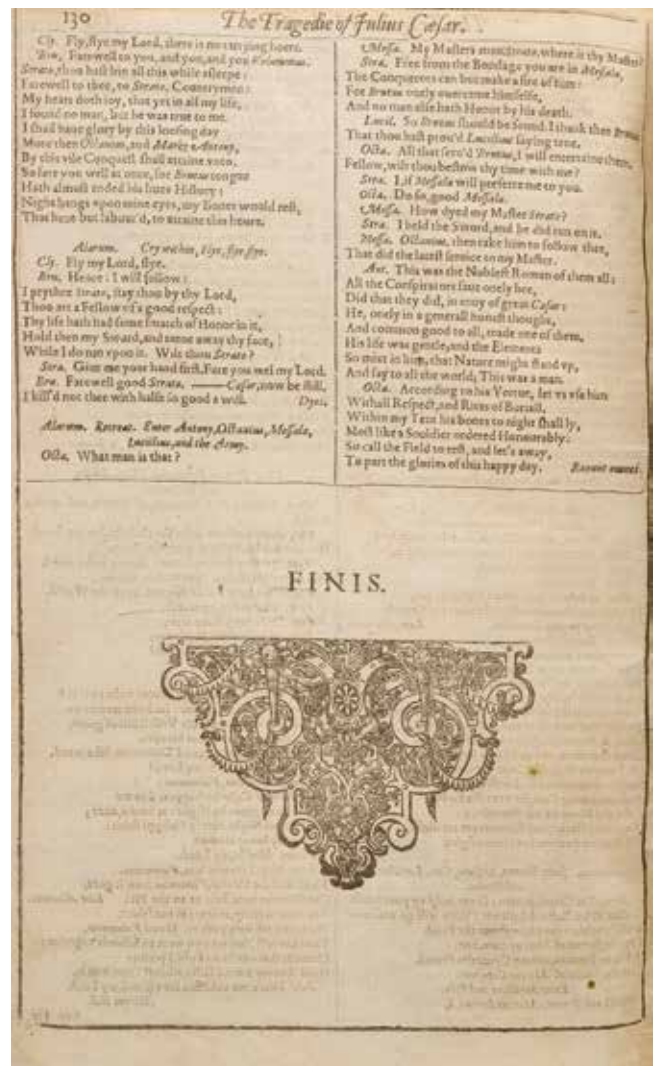 130
The Tragedie of Julius Cæsar.
Cly. Fly, flye my Lord, there is no tarrying heere.
Bru. Farewell to you, and you, and you Volumnius.
Strato, thou hast bin all this while asleepe:
Farewell to thee, to Strato, Countrymen:
My heart doth ioy, that yet in all my life,
I found no man, but he was true to me.
I shall haue glory by this loosing day
More then Octauius, and Marke Antony,
By this vile Conquest shall attaine vnto.
So fare you well at once, for Brutus tongue
Hath almost ended his liues History:
Night hangs vpon mine eyes, my Bones would rest,
That haue but labour'd, to attaine this houre.
Alarum. Cry within, Flye, flye, flye.
Cly. Fly my Lord, flye.
Bru. Hence: I will follow:
I prythee Strato, stay thou by thy Lord,
Thou art a Fellow of a good respect:
Thy life hath had some smatch of Honor in it,
Hold then my Sword, and turne away thy face,
While I do run vpon it. Wilt thou Strato?
Stra. Giue me your hand first. Fare you wel my Lord.
Bru. Farewell good Strato. ——Cæsar, now be still,
I kill'd not thee with halfe so good a will. Dyes.
Alarum. Retreat. Enter Antony, Octauius, Messala,
Lucillius, and the Army.
Octa. What man is that?
Messa. My Masters man. Strato, where is thy Master?
Stra. Free from the Bondage you are in Messala,
The Conquerors can but make a fire of him:
For Brutus onely ouercame himselfe,
And no man else hath Honor by his death.
Lucil. So Brutus should be found. I thank thee Brutus
That thou hast prou'd Lucillius saying true.
Octa. All that seru'd Brutus, I will entertaine them.
Fellow, wilt thou bestow thy time with me?
Stra. I, if Messala will preferre me to you.
Octa. Do so, good Messala.
Messa. How dyed my Master Strato?
Stra. I held the Sword, and he did run on it.
Messa. Octauius, then take him to follow thee,
That did the latest seruice to my Master.
Ant. This was the Noblest Roman of them all:
All the Conspirators saue onely hee,
Did that they did, in enuy of great Cæsar:
He, onely in a generall honest thought,
And common good to all, made one of them.
His life was gentle, and the Elements
So mixt in him, that Nature might stand vp,
And say to all the world; This was a man.
Octa. According to his Vertue, let vs vse him
Withall Respect, and Rites of Buriall.
Within my Tent his bones to night shall ly,
Most like a Souldier ordered Honourably:
So call the Field to rest, and let's away,
To part the glories of this happy day. Exeunt omnes.
FINIS.